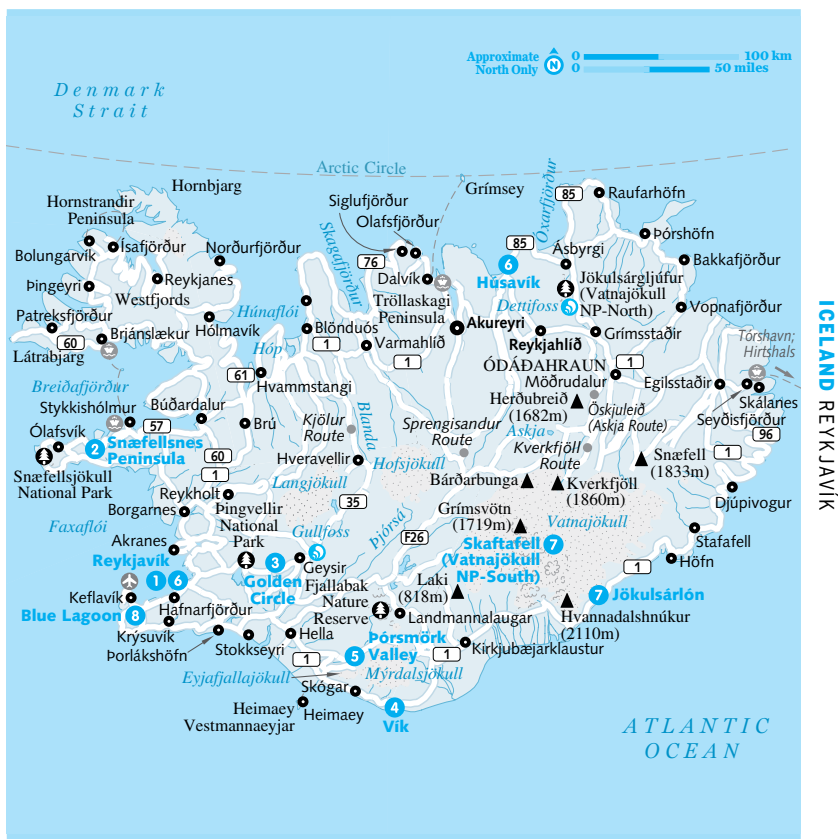 Approximate
North Only
N
0
100 km
0
50 miles
Denmark
Strait
Arctic Circle
Grímsey
Hornbjarg
Hornstrandir
Peninsula
Siglufjörður
Olafsfjörður
Skagafjörður
Öxarfjörður
85
Raufarhöfn
Bolungarvík
Ísafjörður
Norðurfjörður
76
85
Þórshöfn
6
Húsavík
Ásbyrgi
Bakkafjörður
Þingeyri
Reykjanes
Westfjords
Dalvík
Tröllaskagi
Peninsula
Jökulsárgljúfur
(Vatnajökull
NP-North)
Dettifoss
Vopnafjörður
Patreksfjörður
Húnaflói
Hólmavík
Blönduós
Akureyri
Reykjahlíð
Grímsstaðir
Brjánslækur
60
Látrabjarg
Hóp
1
Varmahlíð
1
Tórshavn;
Hirtshals
61
Hvammstangi
ÓDÁÐAHRAUN
1
Möðrudalur
Egilsstaðir
Breiðafjörður
Herðubreið
(1682m)
Skálanes
Seyðisfjörður
Stykkishólmur
Búðardalur
57
Brú
Kjölur
Route
Blanda
Sprengisandur
Route
Askja
Öskjuleið
(Askja Route)
96
Ólafsvík
2
Snæfellsnes
Peninsula
Kverkfjöll
Route
Snæfell
(1833m)
1
60
1
Hveravellir
Hofsjökull
Snæfellsjökull
National Park
Reykholt
Langjökull
Bárðarbunga
Kverkfjöll
(1860m)
Djúpivogur
Borgarnes
Þingvellir
National
Park
35
Grímsvötn
(1719m)
Vatnajökull
Faxaflói
Gullfoss
Þjórsá
Stafafell
Akranes
F26
Skaftafell
(Vatnajökull
NP-South)
7
Höfn
Reykjavík
1
6
3
Golden
Circle
Geysir
1
Keflavík
Fjallabak
Nature
Reserve
Laki
(818m)
7
Jökulsárlón
Blue Lagoon
8
Hafnarfjörður
Landmannalaugar
Hvannadalshnúkur
(2110m)
Krýsuvík
Hella
Þórsmörk
Valley
5
Þorlákshöfn
Stokkseyri
1
1
Kirkjubæjarklaustur
Eyjafjallajökull
Mýrdalsjökull
Skógar
Heimaey
Vestmannaeyjar
Heimaey
4
Vík
ATLANTIC
OCEAN
ICELAND REYKJAVÍK